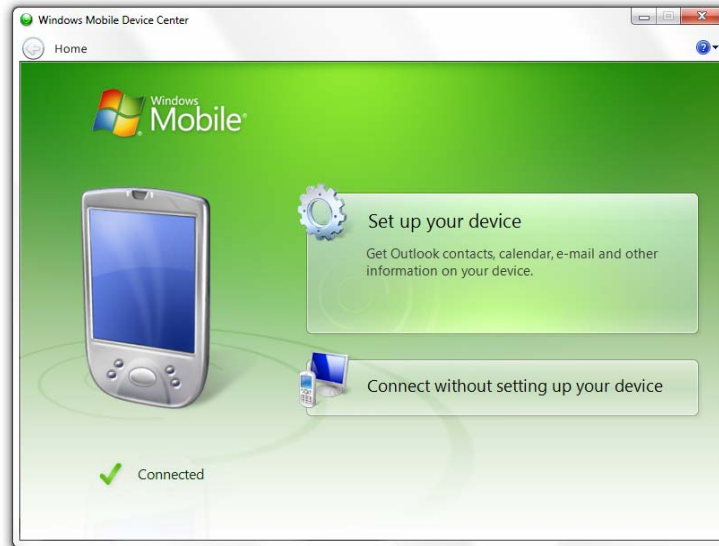 Windows Mobile Device Center
Home
Windows
Mobile
Set up your device
Get Outlook contacts, calendar, e-mail and other
information on your device.
Connect without setting up your device
Connected